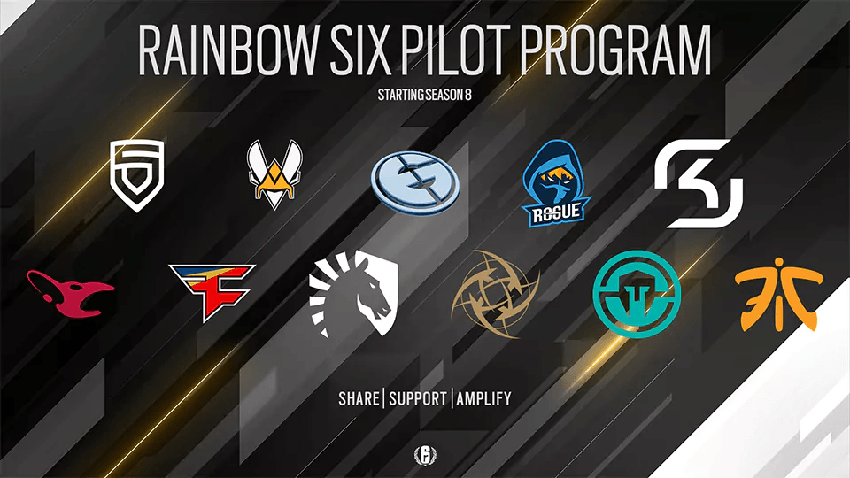 RAINBOW SIX PILOT PROGRAM
STARTING SEASON 8
ROGUE
SHARE| SUPPORT |AMPLIFY